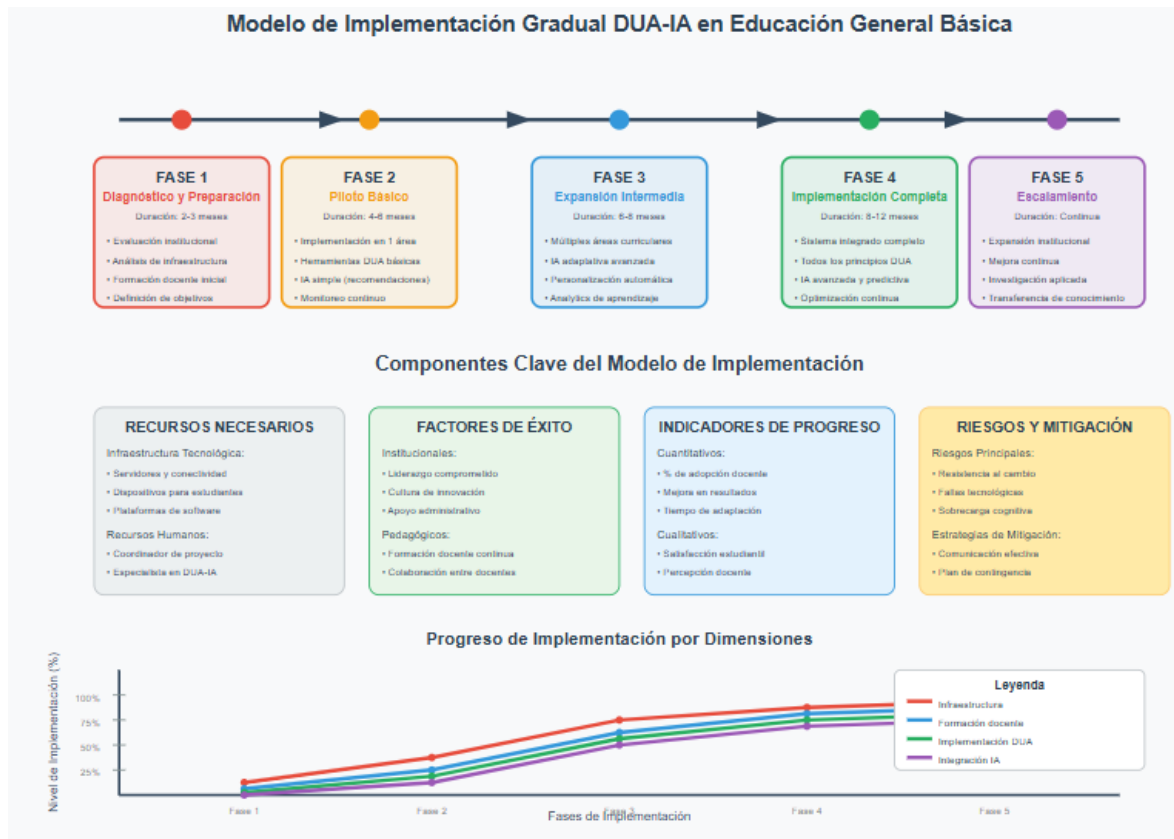 Modelo de Implementación Gradual DUA-IA en Educación General Básica
FASE 1
Diagnóstico y Preparación
Duración: 2-3 meses
• Evaluación institucional
• Análisis de infraestructura
• Formación docente inicial
• Definición de objetivos
FASE 2
Piloto Básico
Duración: 4-6 meses
• Implementación en 1 área
• Herramientas DUA básicas
• IA simple (recomendaciones)
• Monitoreo continuo
FASE 3
Expansión Intermedia
Duración: 6-8 meses
• Múltiples áreas curriculares
• IA adaptativa avanzada
• Personalización automática
• Analytics de aprendizaje
FASE 4
Implementación Completa
Duración: 8-12 meses
• Sistema integrado completo
• Todos los principios DUA
• IA avanzada y predictiva
• Optimización continua
FASE 5
Escalamiento
Duración: Continua
• Expansión institucional
• Mejora continua
• Investigación aplicada
• Transferencia de conocimiento
Componentes Clave del Modelo de Implementación
RECURSOS NECESARIOS
Infraestructura Tecnológica:
• Servidores y conectividad
• Dispositivos para estudiantes
• Plataformas de software
Recursos Humanos:
• Coordinador de proyecto
• Especialista en DUA-IA
FACTORES DE ÉXITO
Institucionales:
• Liderazgo comprometido
• Cultura de innovación
• Apoyo administrativo
Pedagógicos:
• Formación docente continua
• Colaboración entre docentes
INDICADORES DE PROGRESO
Cuantitativos:
• % de adopción docente
• Mejora en resultados
• Tiempo de adaptación
Cualitativos:
• Satisfacción estudiantil
• Percepción docente
RIESGOS Y MITIGACIÓN
Riesgos Principales:
• Resistencia al cambio
• Fallas tecnológicas
• Sobrecarga cognitiva
Estrategias de Mitigación:
• Comunicación efectiva
• Plan de contingencia
Progreso de Implementación por Dimensiones
Nivel de Implementación (%)
100%
75%
50%
25%
Leyenda
Infraestructura
Formación docente
Implementación DUA
Integración IA
Fase 1
Fase 2
Fase 3
Fase 4
Fase 5
Fases de Implementación